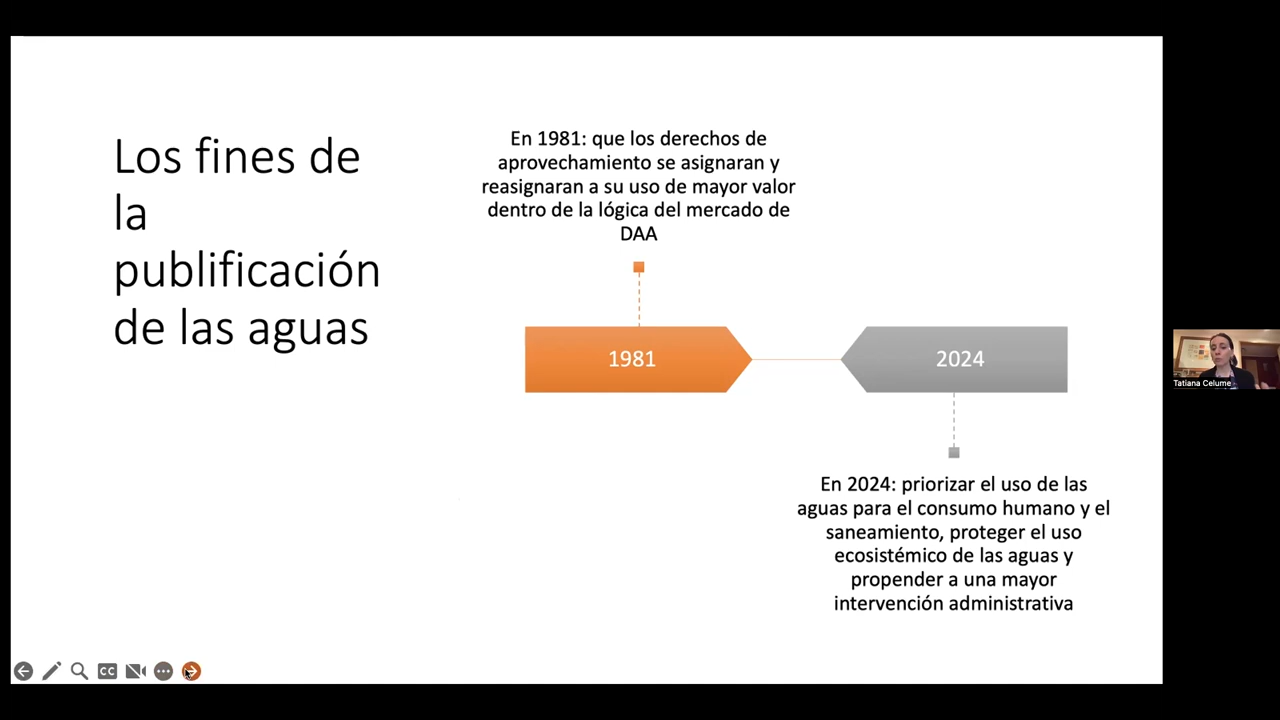 Los fines de
la
publificación
de las aguas
En 1981: que los derechos de
aprovechamiento se asignaran y
reasignaran a su uso de mayor valor
dentro de la lógica del mercado de
DAA
1981
2024
En 2024: priorizar el uso de las
aguas para el consumo humano y el
saneamiento, proteger el uso
ecosistémico de las aguas y
propender a una mayor
intervención administrativa
Tatiana Celume
CC